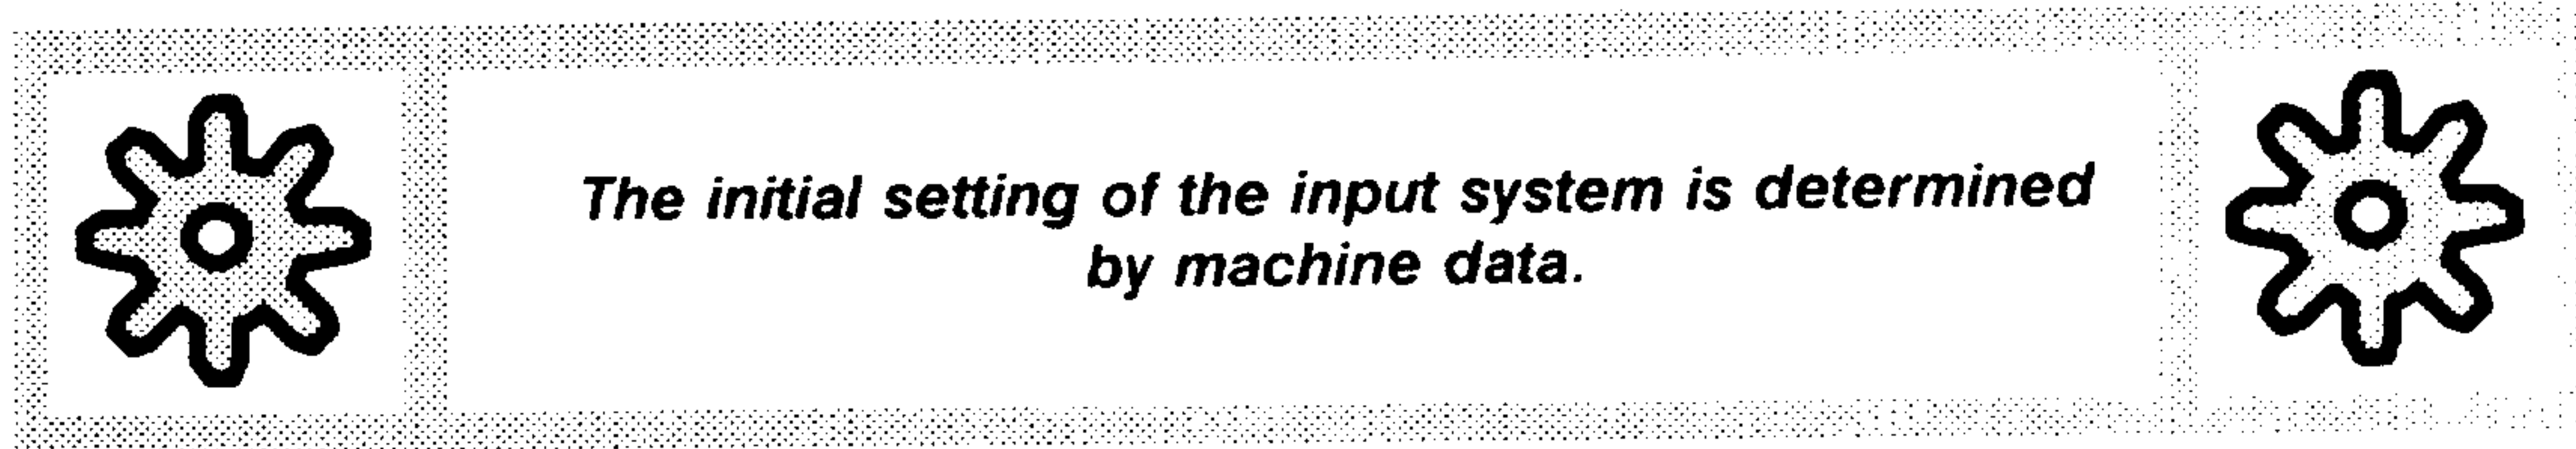 The initial setting of the input system is determined
by machine data.